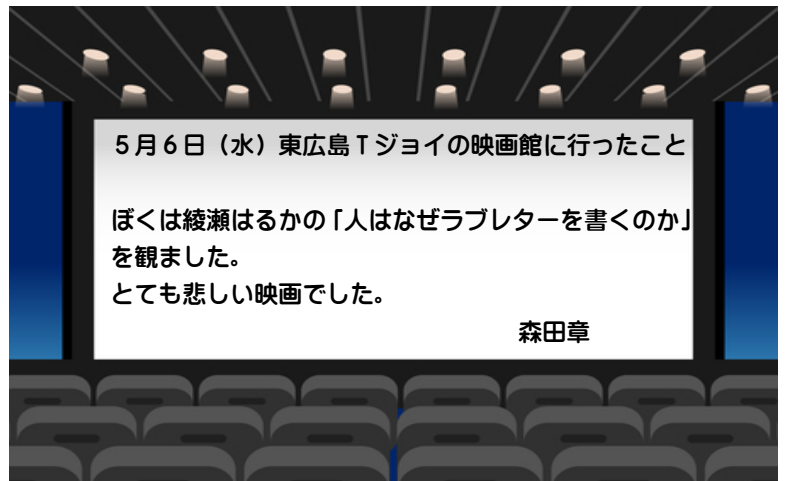 5月6日（水）東広島Tジョイの映画館に行ったこと
ぼくは綾瀬はるかの「人はなぜラブレターを書くのか」
を観ました。
とても悲しい映画でした。
森田章